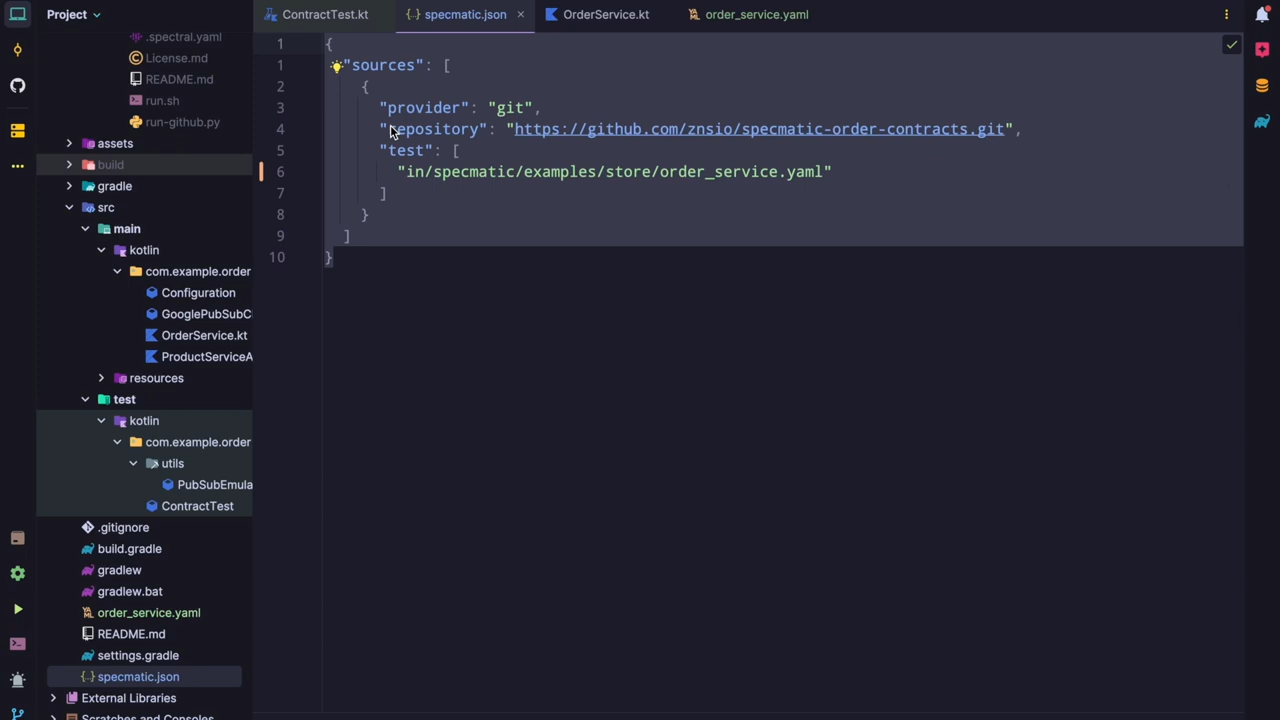 Project
ContractTest.kt
specmatic.json
OrderService.kt
order_service.yaml
.spectral.yaml
License.md
README.md
run.sh
run-github.py
assets
build
gradle
src
main
kotlin
com.example.order
Configuration
GooglePubSubC
OrderService.kt
ProductServiceA
resources
test
kotlin
com.example.order
utils
PubSubEmula
ContractTest
.gitignore
build.gradle
gradlew
gradlew.bat
order_service.yaml
README.md
settings.gradle
specmatic.json
External Libraries
Scratches and Consoles
1 {
1 "sources": [
2 {
3 "provider": "git",
4 "repository": "https://github.com/znsio/specmatic-order-contracts.git",
5 "test": [
6 "in/specmatic/examples/store/order_service.yaml"
7 ]
8 }
9 ]
10 }